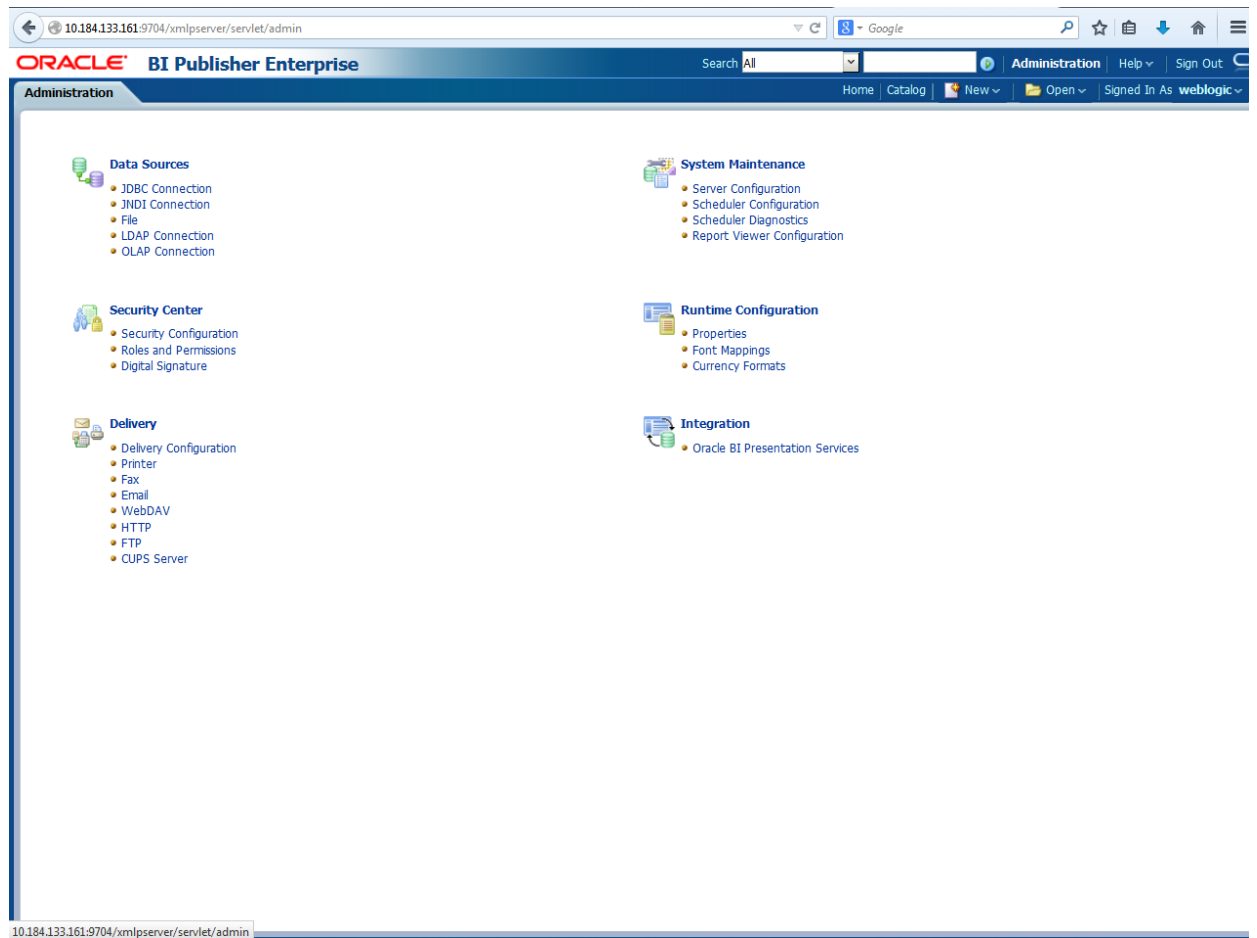 10.184.133.161:9704/xmlpserver/servlet/admin
8 - Google
ORACLE BI Publisher Enterprise
Search All
Administration Help Sign Out
Administration
Home Catalog New Open Signed In As weblogic
Data Sources
JDBC Connection
JNDI Connection
File
LDAP Connection
OLAP Connection
System Maintenance
Server Configuration
Scheduler Configuration
Scheduler Diagnostics
Report Viewer Configuration
Security Center
Security Configuration
Roles and Permissions
Digital Signature
Runtime Configuration
Properties
Font Mappings
Currency Formats
Delivery
Delivery Configuration
Printer
Fax
Email
WebDAV
HTTP
FTP
CUPS Server
Integration
Oracle BI Presentation Services
10.184.133.161:9704/xmlpserver/servlet/admin